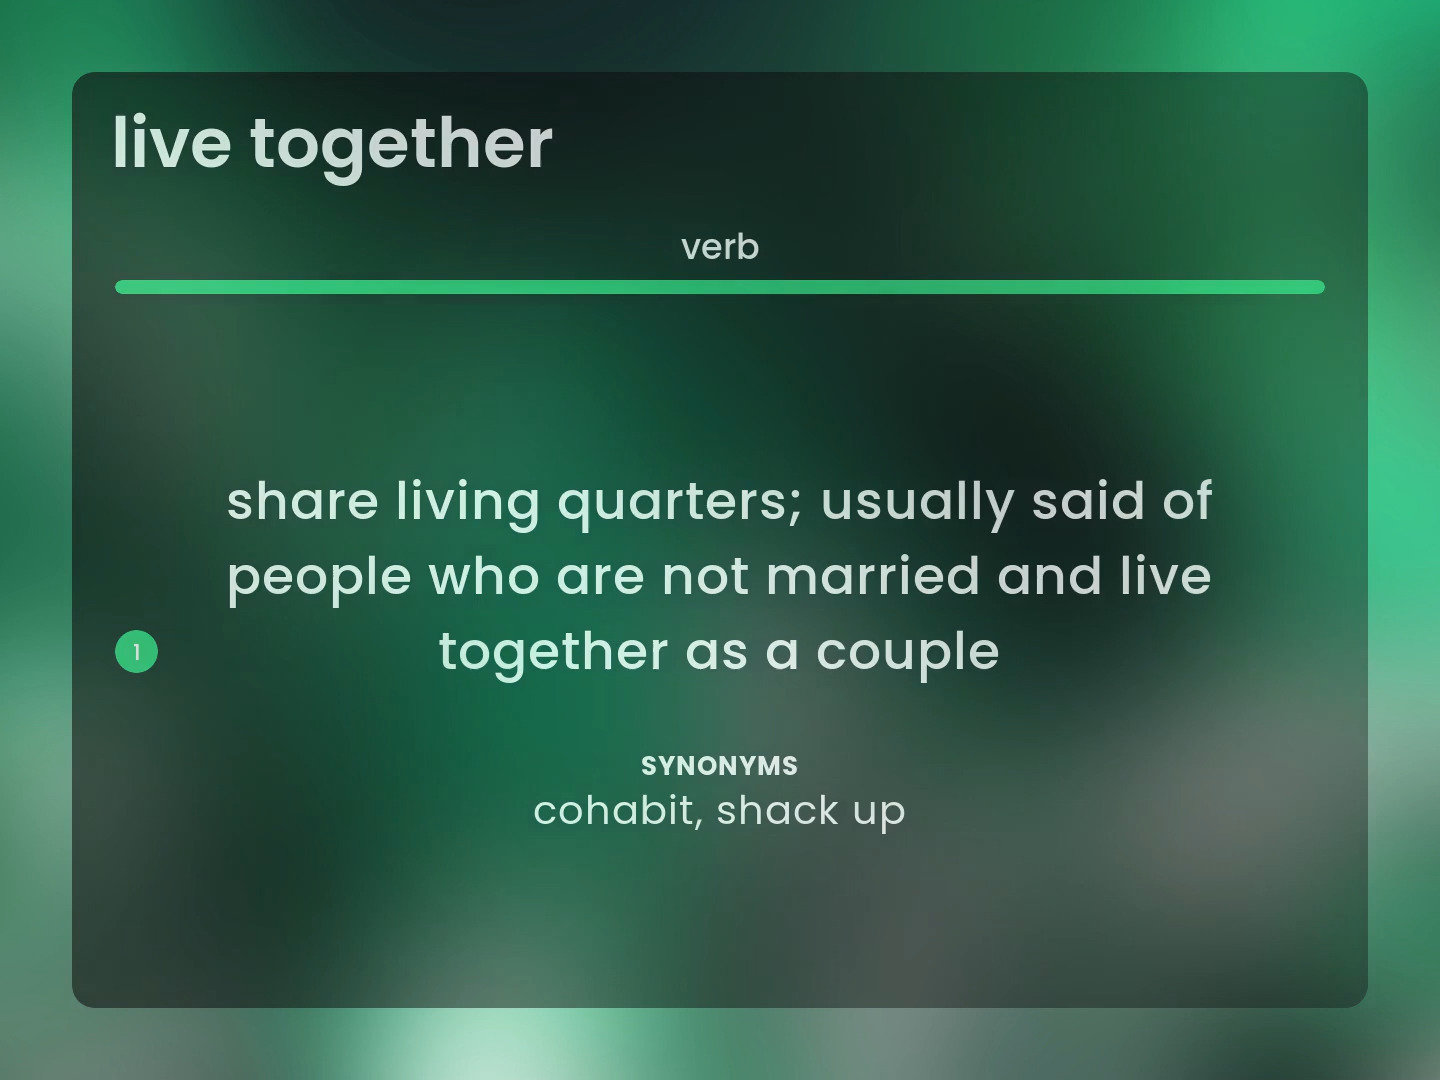 live together
verb
share living quarters; usually said of
people who are not married and live
together as a couple
1
SYNONYMS
cohabit, shack up